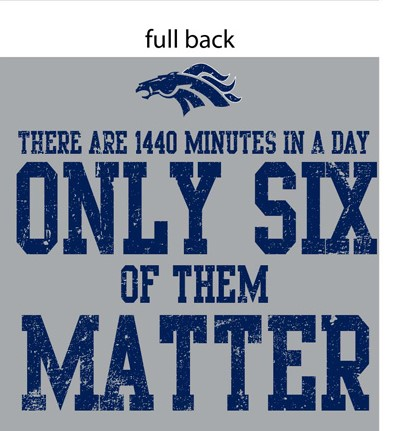 full back
THERE ARE 1440 MINUTES IN A DAY
ONLY SIX
OF THEM
MATTER